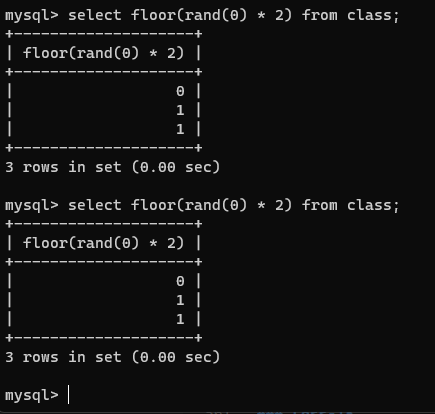 mysql> select floor(rand(0) * 2) from class;
+--------------------+
| floor(rand(0) * 2) |
+--------------------+
|                  0 |
|                  1 |
|                  1 |
+--------------------+
3 rows in set (0.00 sec)

mysql> select floor(rand(0) * 2) from class;
+--------------------+
| floor(rand(0) * 2) |
+--------------------+
|                  0 |
|                  1 |
|                  1 |
+--------------------+
3 rows in set (0.00 sec)

mysql>